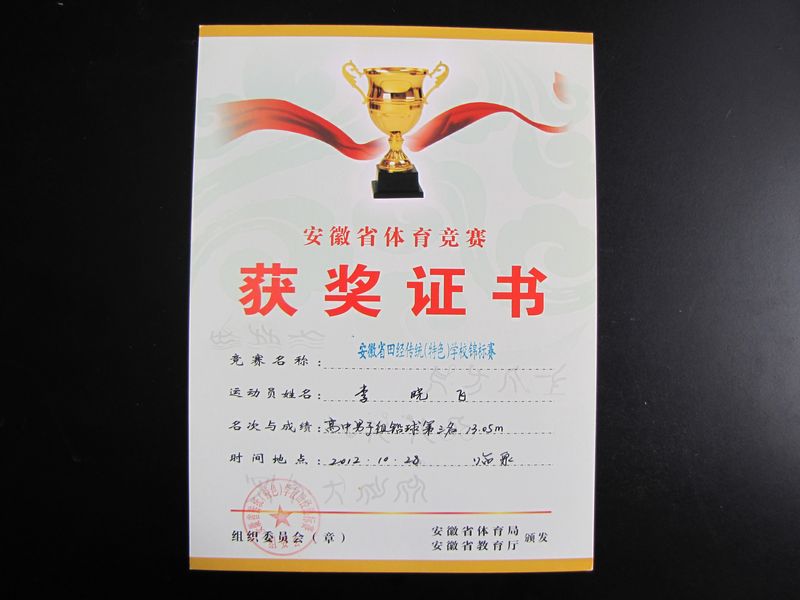 安徽省体育竞赛
获奖证书
竞赛名称: 安徽省田径传统(特色)学校锦标赛
运动员姓名: 李晓飞
名次与成绩: 高中男子组铅球第三名 13.05m
时间地点: 2012.10.28 临泉
组织委员会(章)
安徽省体育局
安徽省教育厅 颁发